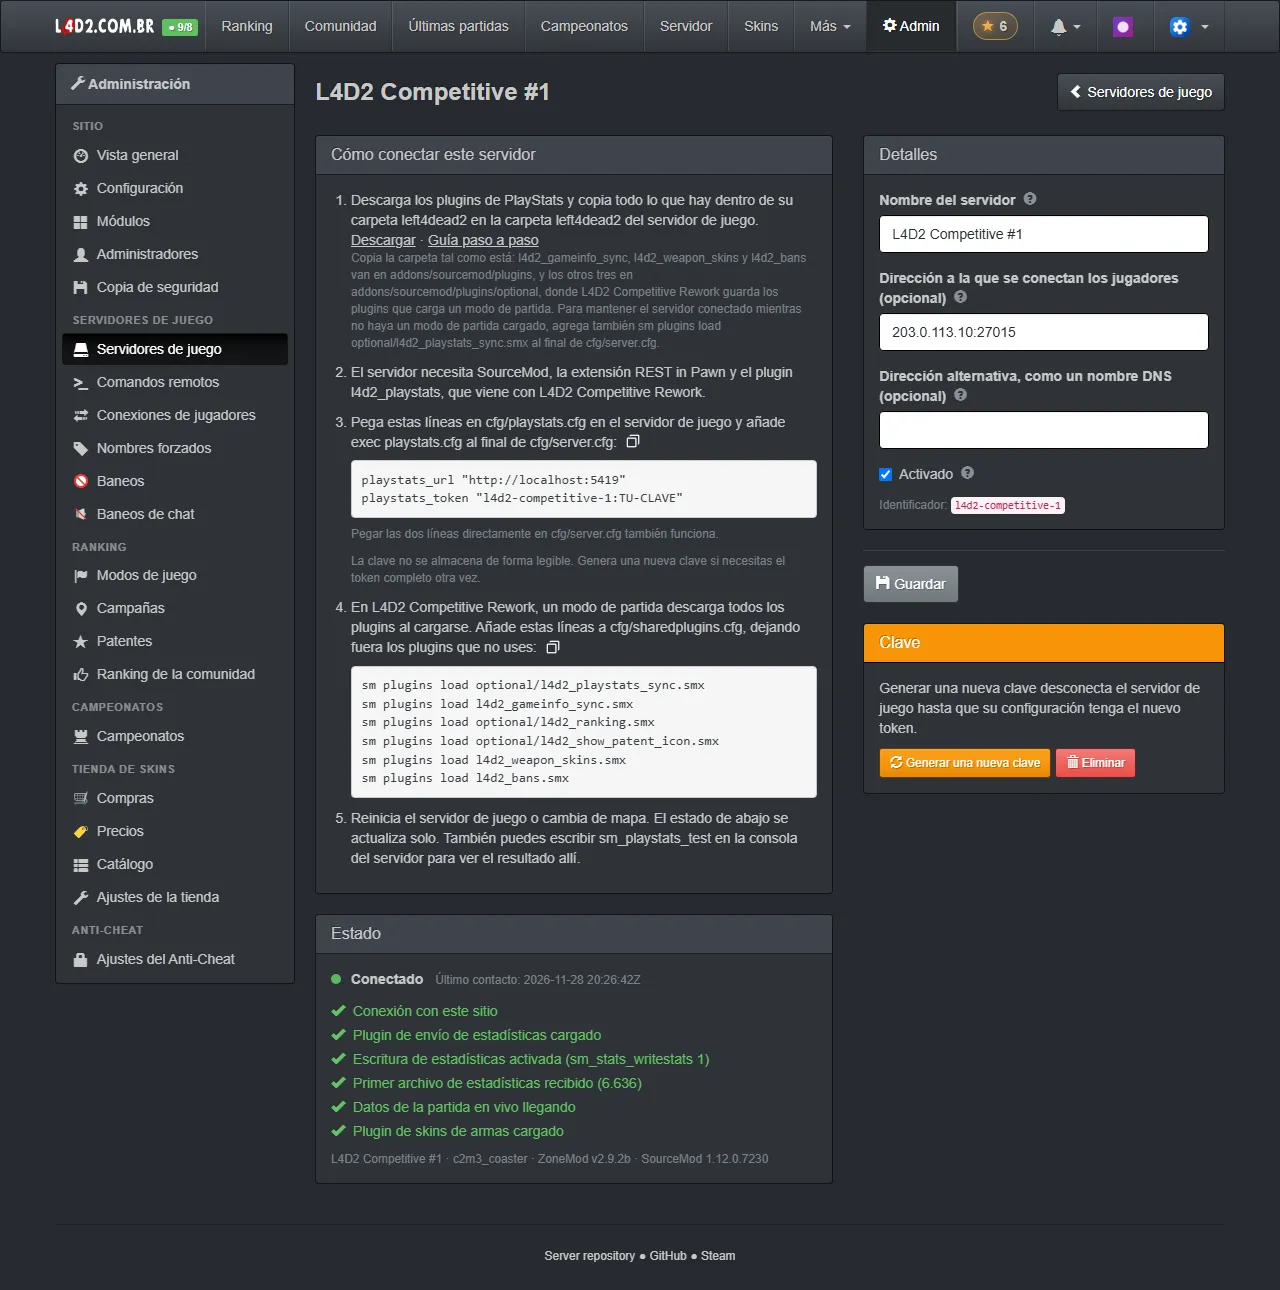 L4D2.COM.BR
● 9/8
Ranking
Comunidad
Últimas partidas
Campeonatos
Servidor
Skins
Más
Admin
6
Administración
SITIO
Vista general
Configuración
Módulos
Administradores
Copia de seguridad
SERVIDORES DE JUEGO
Servidores de juego
Comandos remotos
Conexiones de jugadores
Nombres forzados
Baneos
Baneos de chat
RANKING
Modos de juego
Campañas
Patentes
Ranking de la comunidad
CAMPEONATOS
Campeonatos
TIENDA DE SKINS
Compras
Precios
Catálogo
Ajustes de la tienda
ANTI-CHEAT
Ajustes del Anti-Cheat
L4D2 Competitive #1
Servidores de juego
Cómo conectar este servidor
1. Descarga los plugins de PlayStats y copia todo lo que hay dentro de su
carpeta left4dead2 en la carpeta left4dead2 del servidor de juego.
Descargar · Guía paso a paso
Copia la carpeta tal como está: l4d2_gameinfo_sync, l4d2_weapon_skins y l4d2_bans
van en addons/sourcemod/plugins, y los otros tres en
addons/sourcemod/plugins/optional, donde L4D2 Competitive Rework guarda los
plugins que carga un modo de partida. Para mantener el servidor conectado mientras
no haya un modo de partida cargado, agrega también sm plugins load
optional/l4d2_playstats_sync.smx al final de cfg/server.cfg.
2. El servidor necesita SourceMod, la extensión REST in Pawn y el plugin
l4d2_playstats, que viene con L4D2 Competitive Rework.
3. Pega estas líneas en cfg/playstats.cfg en el servidor de juego y añade
exec playstats.cfg al final de cfg/server.cfg:
playstats_url "http://localhost:5419"
playstats_token "l4d2-competitive-1:TU-CLAVE"
Pegar las dos líneas directamente en cfg/server.cfg también funciona.
La clave no se almacena de forma legible. Genera una nueva clave si necesitas el
token completo otra vez.
4. En L4D2 Competitive Rework, un modo de partida descarga todos los
plugins al cargarse. Añade estas líneas a cfg/sharedplugins.cfg, dejando
fuera los plugins que no uses:
sm plugins load optional/l4d2_playstats_sync.smx
sm plugins load l4d2_gameinfo_sync.smx
sm plugins load optional/l4d2_ranking.smx
sm plugins load optional/l4d2_show_patent_icon.smx
sm plugins load l4d2_weapon_skins.smx
sm plugins load l4d2_bans.smx
5. Reinicia el servidor de juego o cambia de mapa. El estado de abajo se
actualiza solo. También puedes escribir sm_playstats_test en la consola
del servidor para ver el resultado allí.
Estado
Conectado Último contacto: 2026-11-28 20:26:42Z
Conexión con este sitio
Plugin de envío de estadísticas cargado
Escritura de estadísticas activada (sm_stats_writestats 1)
Primer archivo de estadísticas recibido (6.636)
Datos de la partida en vivo llegando
Plugin de skins de armas cargado
L4D2 Competitive #1 · c2m3_coaster · ZoneMod v2.9.2b · SourceMod 1.12.0.7230
Detalles
Nombre del servidor
L4D2 Competitive #1
Dirección a la que se conectan los jugadores
(opcional)
203.0.113.10:27015
Dirección alternativa, como un nombre DNS
(opcional)
Activado
Identificador: l4d2-competitive-1
Guardar
Clave
Generar una nueva clave desconecta el servidor de
juego hasta que su configuración tenga el nuevo
token.
Generar una nueva clave
Eliminar
Server repository ● GitHub ● Steam